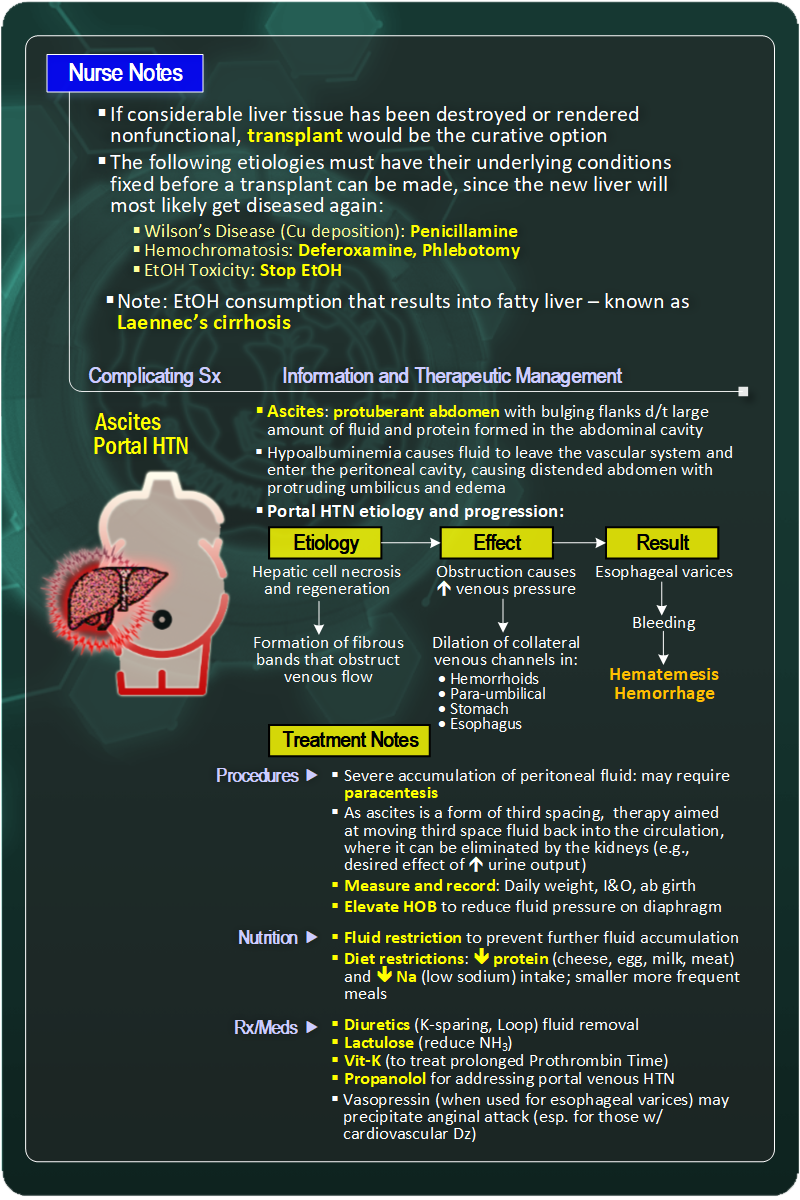 Nurse Notes
▪ If considerable liver tissue has been destroyed or rendered
nonfunctional, transplant would be the curative option
▪ The following etiologies must have their underlying conditions
fixed before a transplant can be made, since the new liver will
most likely get diseased again:
▪ Wilson's Disease (Cu deposition): Penicillamine
▪ Hemochromatosis: Deferoxamine, Phlebotomy
▪ EtOH Toxicity: Stop EtOH
▪ Note: EtOH consumption that results into fatty liver – known as
Laennec's cirrhosis
Complicating Sx
Information and Therapeutic Management
Ascites
Portal HTN
▪ Ascites: protuberant abdomen with bulging flanks d/t large
amount of fluid and protein formed in the abdominal cavity
▪ Hypoalbuminemia causes fluid to leave the vascular system and
enter the peritoneal cavity, causing distended abdomen with
protruding umbilicus and edema
▪ Portal HTN etiology and progression:
Etiology
Hepatic cell necrosis
and regeneration
Formation of fibrous
bands that obstruct
venous flow
Effect
Obstruction causes
🡹 venous pressure
Dilation of collateral
venous channels in:
● Hemorrhoids
● Para-umbilical
● Stomach
● Esophagus
Result
Esophageal varices
Bleeding
Hematemesis
Hemorrhage
Treatment Notes
Procedures ►
▪ Severe accumulation of peritoneal fluid: may require
paracentesis
▪ As ascites is a form of third spacing, therapy aimed
at moving third space fluid back into the circulation,
where it can be eliminated by the kidneys (e.g.,
desired effect of 🡹 urine output)
▪ Measure and record: Daily weight, I&O, ab girth
▪ Elevate HOB to reduce fluid pressure on diaphragm
Nutrition ►
▪ Fluid restriction to prevent further fluid accumulation
▪ Diet restrictions: 🡻 protein (cheese, egg, milk, meat)
and 🡻 Na (low sodium) intake; smaller more frequent
meals
Rx/Meds ►
▪ Diuretics (K-sparing, Loop) fluid removal
▪ Lactulose (reduce NH3)
▪ Vit-K (to treat prolonged Prothrombin Time)
▪ Propanolol for addressing portal venous HTN
▪ Vasopressin (when used for esophageal varices) may
precipitate anginal attack (esp. for those w/
cardiovascular Dz)